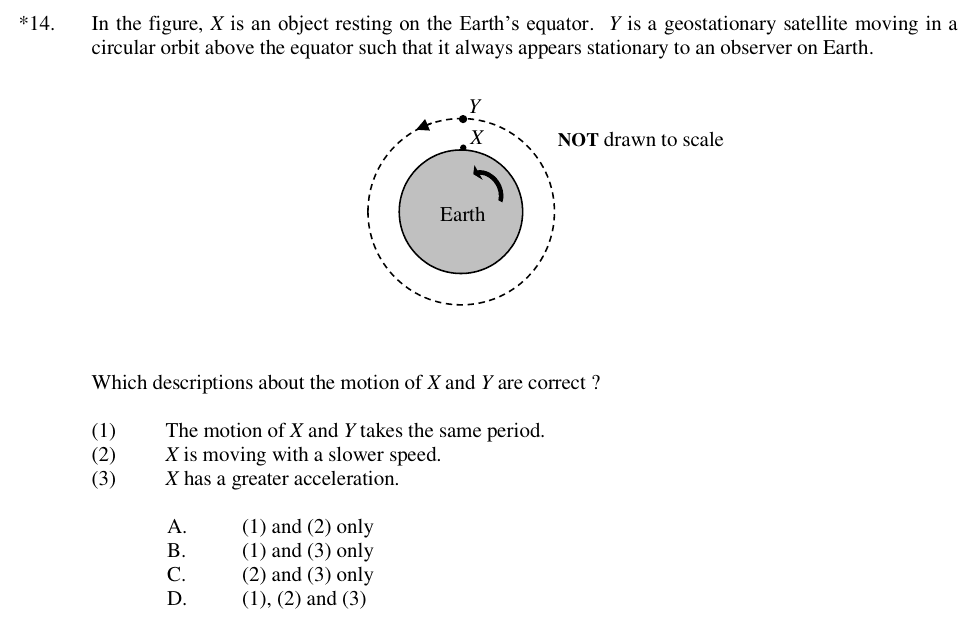 *14. In the figure, X is an object resting on the Earth's equator. Y is a geostationary satellite moving in a
circular orbit above the equator such that it always appears stationary to an observer on Earth.
Y
X
NOT drawn to scale
Earth
Which descriptions about the motion of X and Y are correct ?
(1) The motion of X and Y takes the same period.
(2) X is moving with a slower speed.
(3) X has a greater acceleration.
A. (1) and (2) only
B. (1) and (3) only
C. (2) and (3) only
D. (1), (2) and (3)